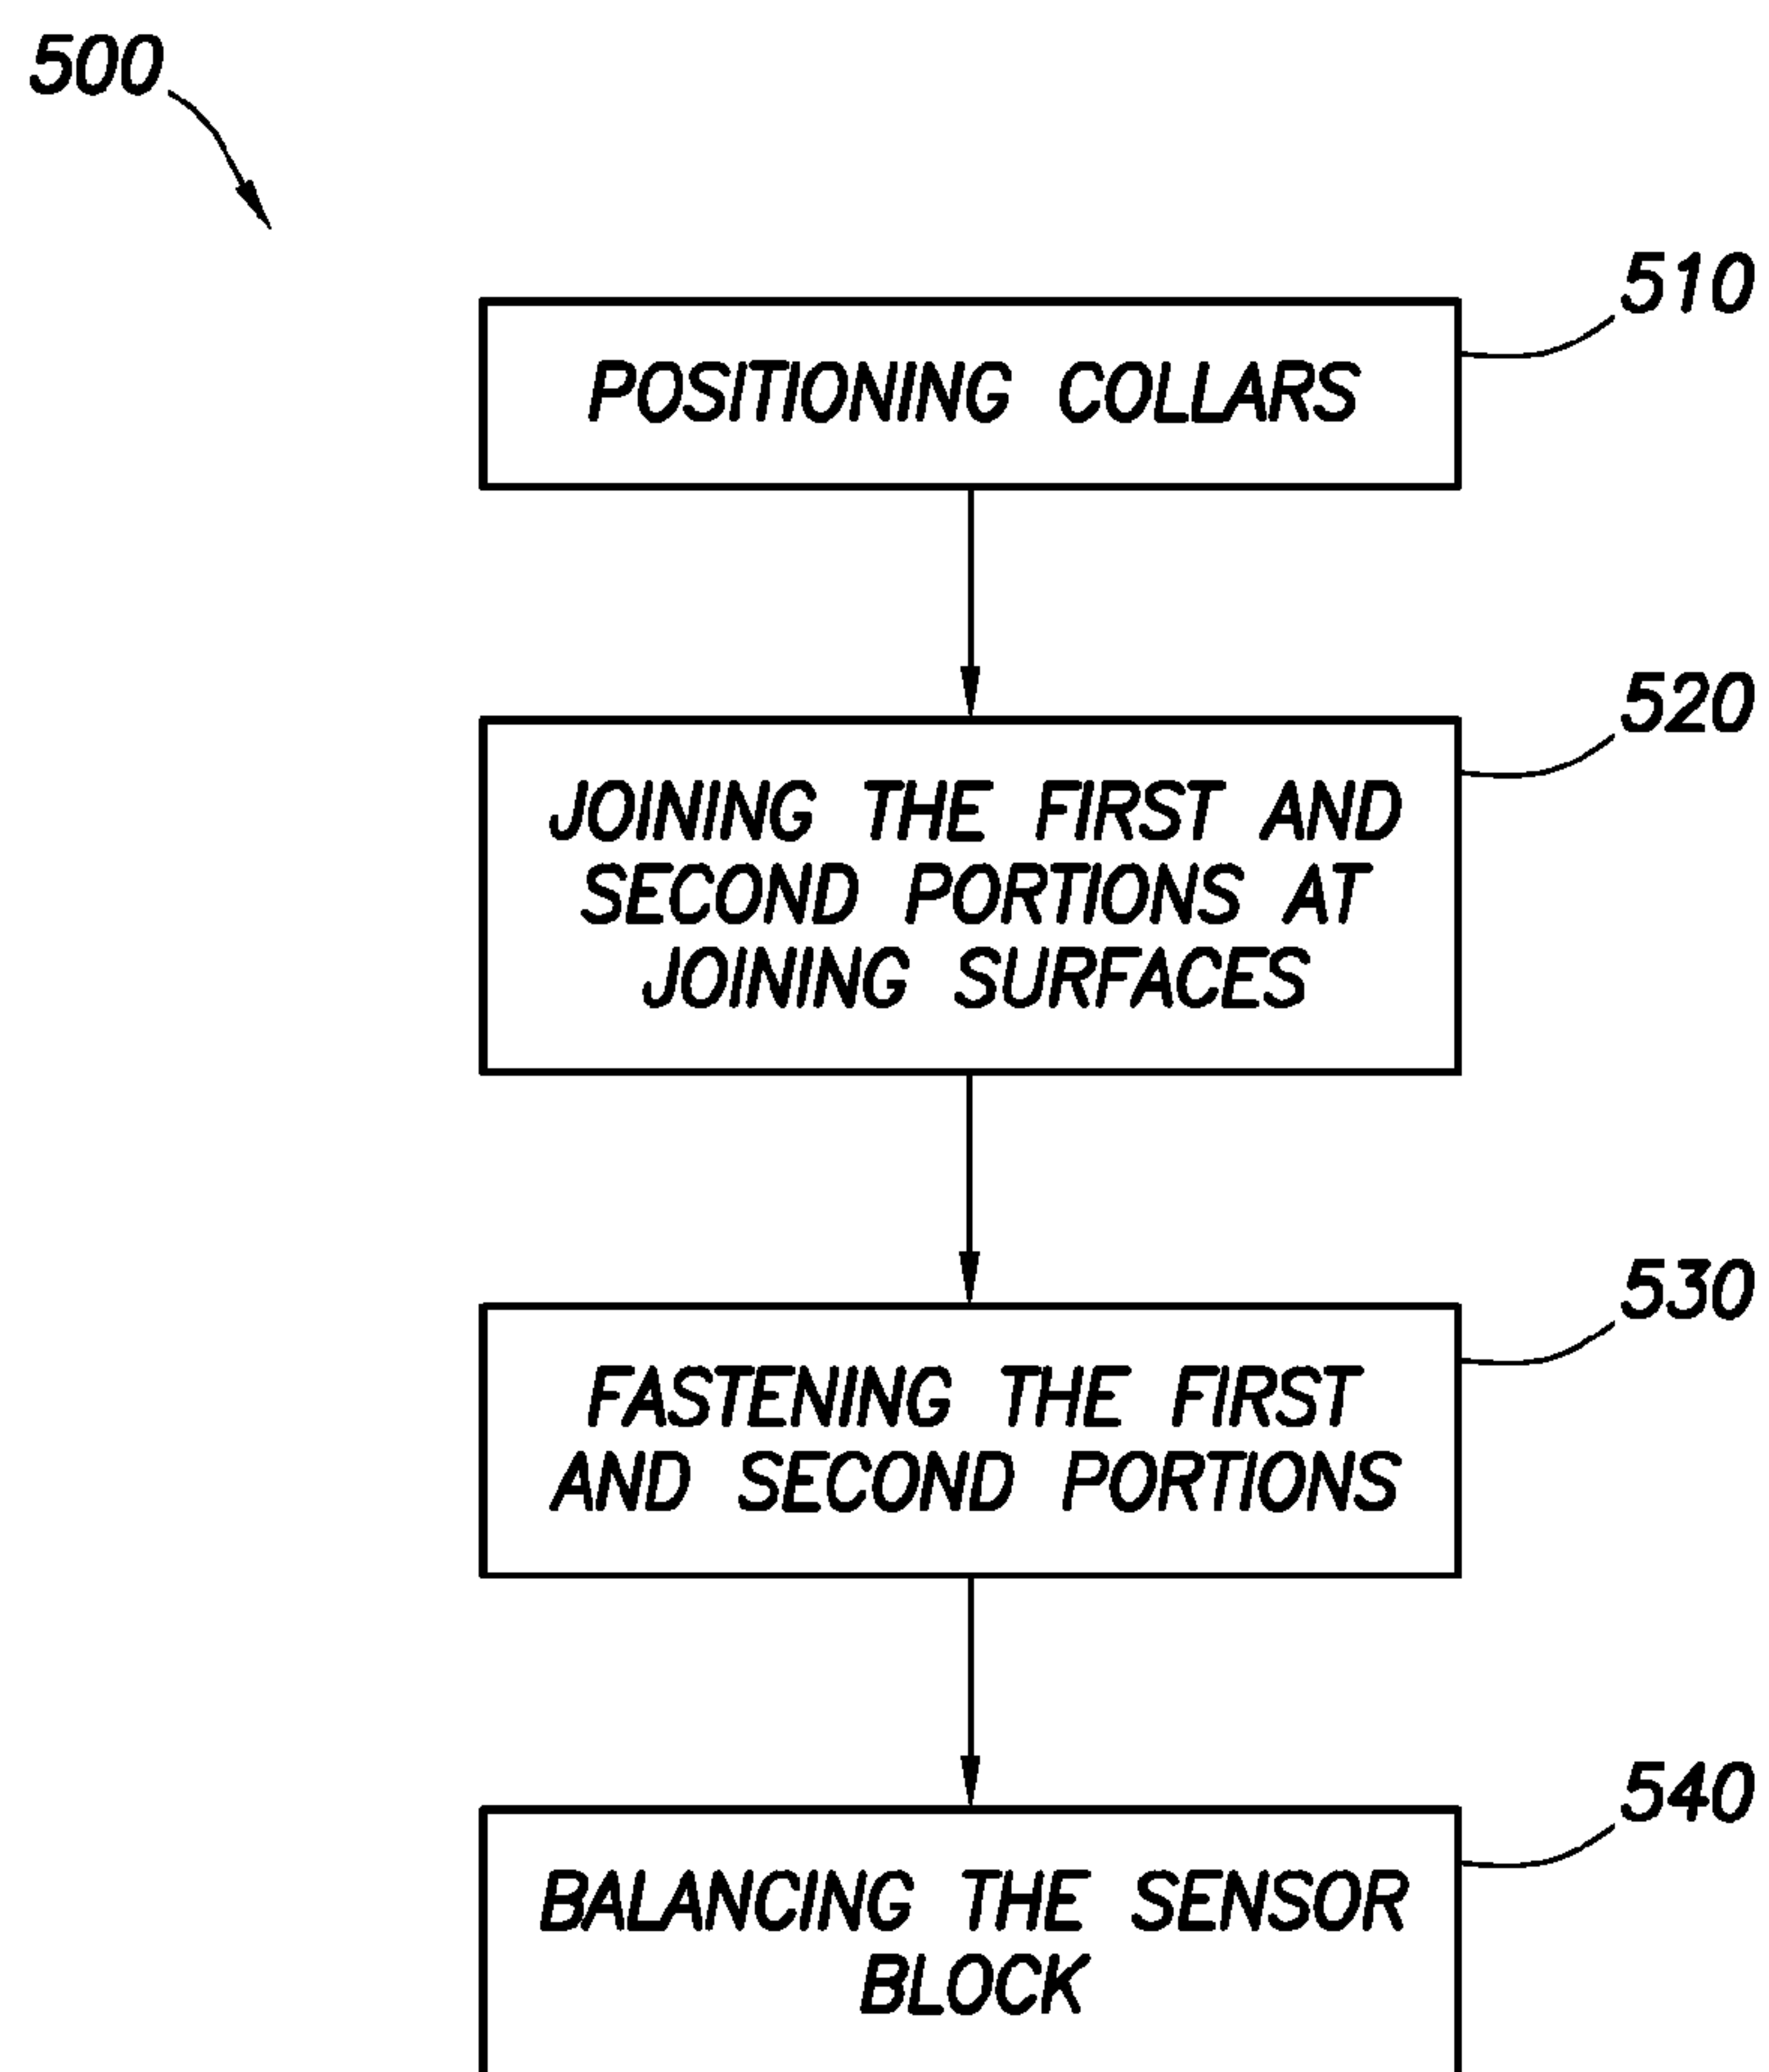 500
510
POSITIONING COLLARS
520
JOINING THE FIRST AND
SECOND PORTIONS AT
JOINING SURFACES
530
FASTENING THE FIRST
AND SECOND PORTIONS
540
BALANCING THE SENSOR
BLOCK